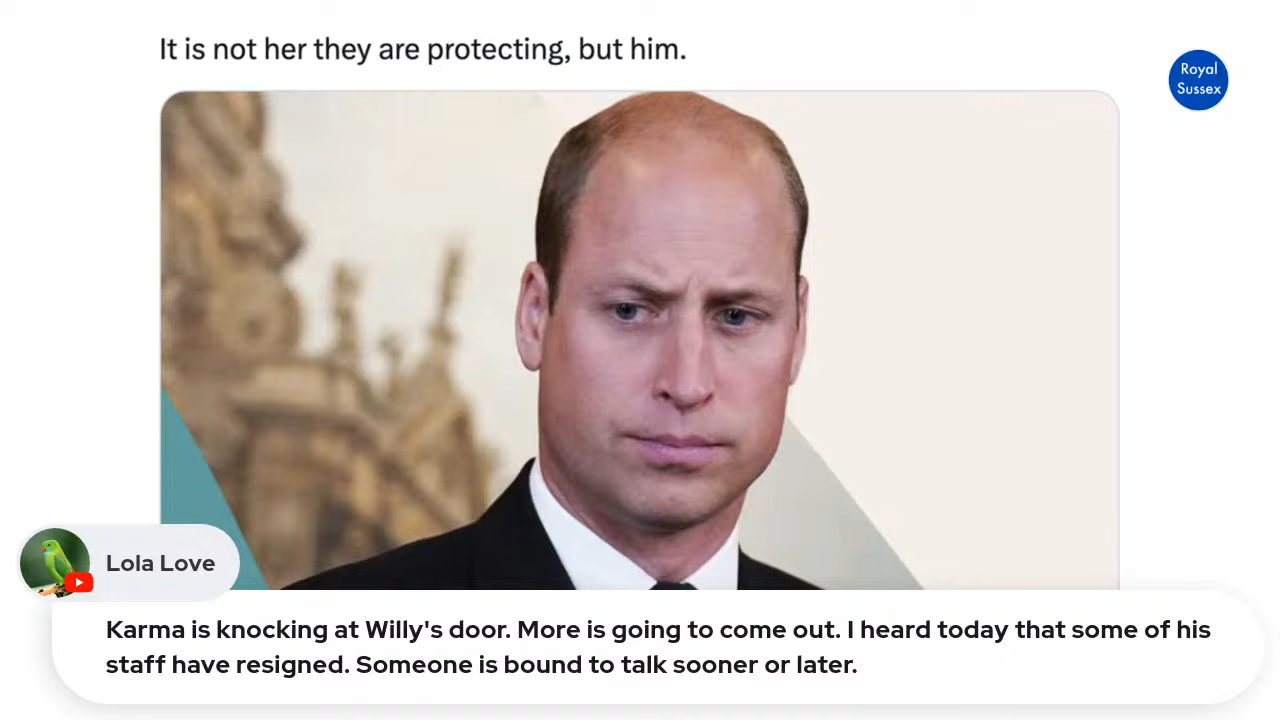 It is not her they are protecting, but him.
Royal
Sussex
Lola Love
Karma is knocking at Willy's door. More is going to come out. I heard today that some of his
staff have resigned. Someone is bound to talk sooner or later.